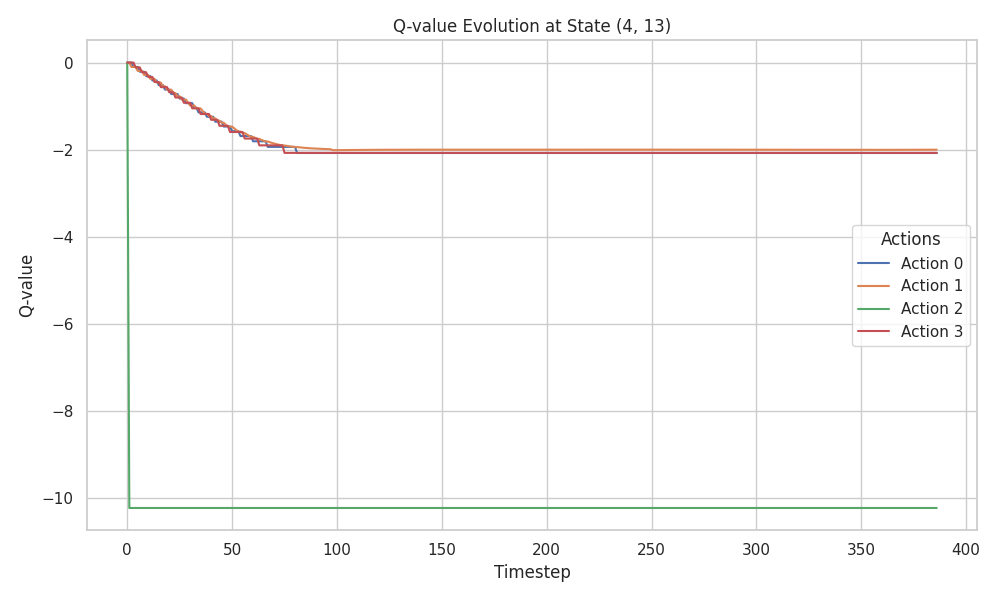 Q-value Evolution at State (4, 13)
0
−2
−4
−6
−8
−10
Q-value
Actions
Action 0
Action 1
Action 2
Action 3
0 50 100 150 200 250 300 350 400
Timestep